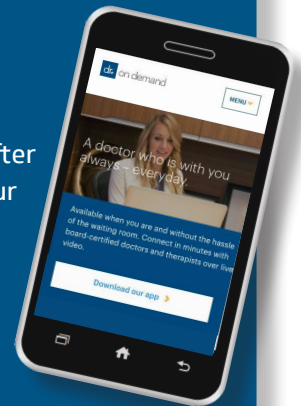 fter
ur
dr. on demand
MENU
A doctor who is with you
always – everyday.
Available when you are and without the hassle
of the waiting room. Connect in minutes with
board-certified doctors and therapists over live
video.
Download our app